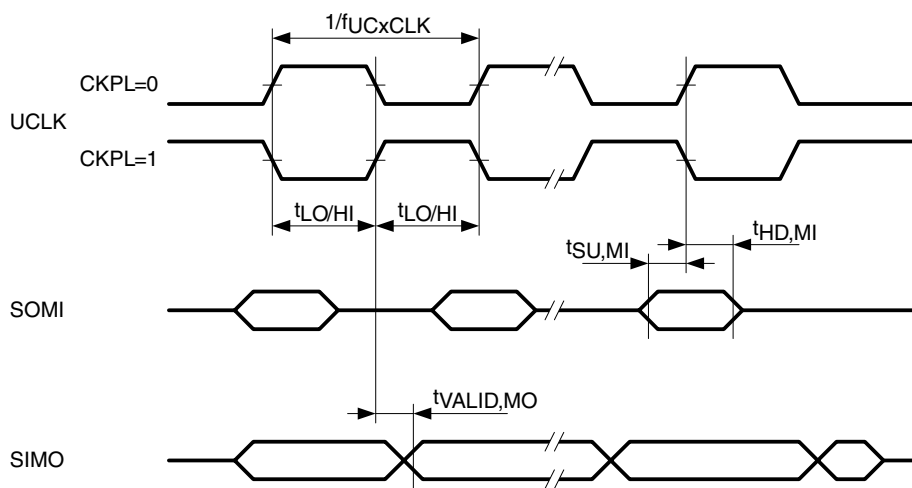 1/fUCxCLK
CKPL=0
UCLK
CKPL=1
tLO/HI tLO/HI
tSU,MI
tHD,MI
SOMI
tVALID,MO
SIMO